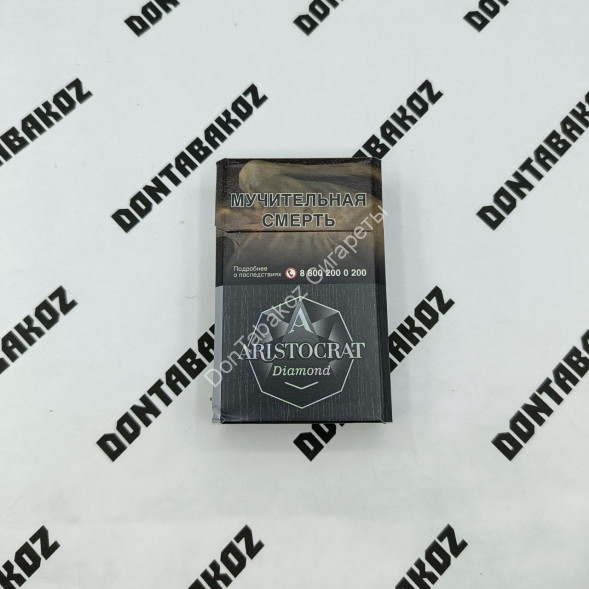 DONTABAKOZ
DONTABAKOZ
DONTABAKOZ
DONTABAKOZ
DONTABAKOZ
DONTABAKOZ
DONTABAKOZ
МУЧИТЕЛЬНАЯ
СМЕРТЬ
Подробнее
о последствиях
8 800 200 0 200
A
ARISTOCRAT
Diamond
DonTabakoz Сигареты